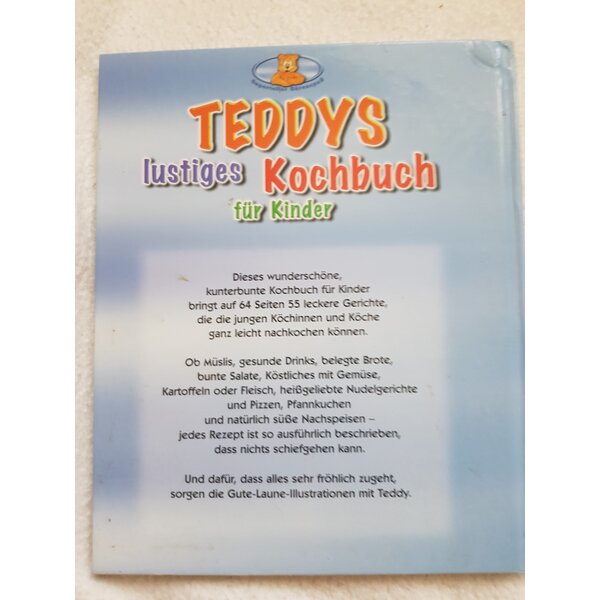 Superstarker Bärenspaß
TEDDYS
lustiges Kochbuch
für Kinder
Dieses wunderschöne,
kunterbunte Kochbuch für Kinder
bringt auf 64 Seiten 55 leckere Gerichte,
die die jungen Köchinnen und Köche
ganz leicht nachkochen können.
Ob Müslis, gesunde Drinks, belegte Brote,
bunte Salate, Köstliches mit Gemüse,
Kartoffeln oder Fleisch, heißgeliebte Nudelgerichte
und Pizzen, Pfannkuchen
und natürlich süße Nachspeisen –
jedes Rezept ist so ausführlich beschrieben,
dass nichts schiefgehen kann.
Und dafür, dass alles sehr fröhlich zugeht,
sorgen die Gute-Laune-Illustrationen mit Teddy.